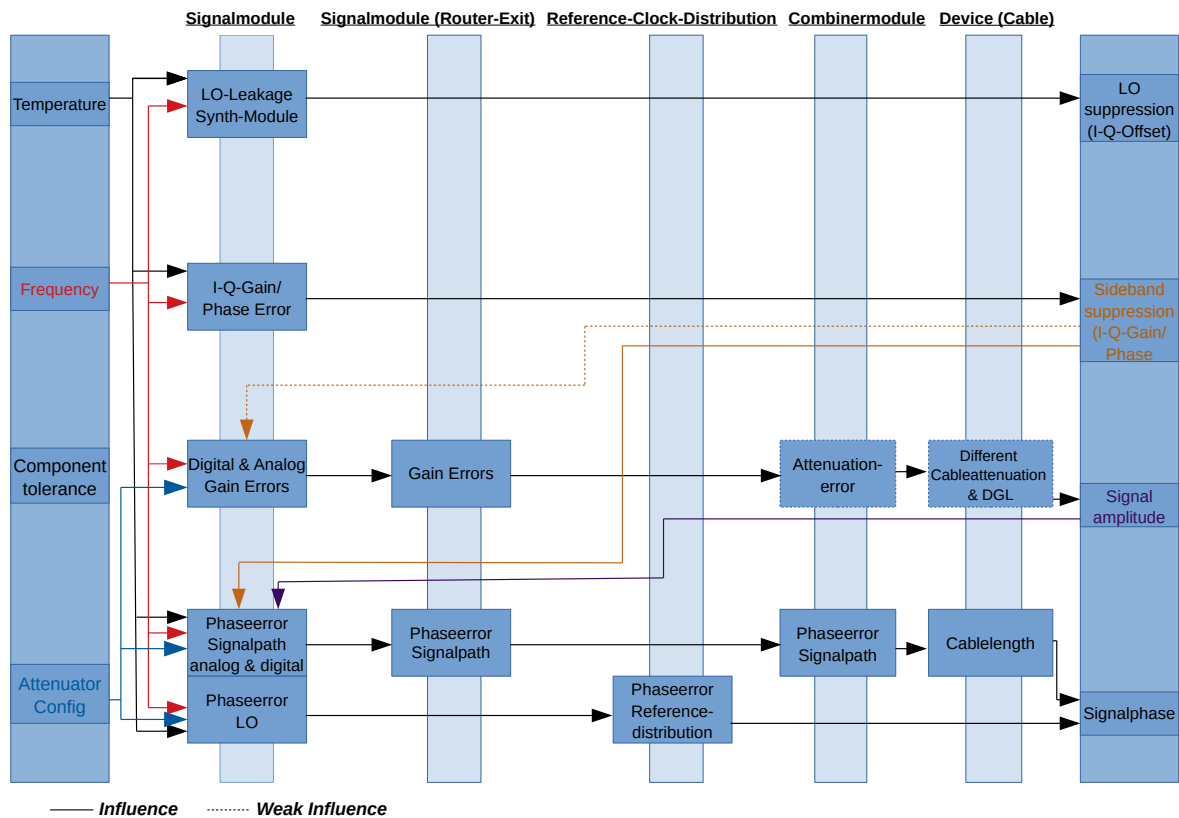 Signalmodule
Signalmodule (Router-Exit)
Reference-Clock-Distribution
Combinermodule
Device (Cable)
Temperature
LO-Leakage
Synth-Module
LO
suppression
(I-Q-Offset)
Frequency
I-Q-Gain/
Phase Error
Sideband
suppression
(I-Q-Gain/
Phase
Component
tolerance
Digital & Analog
Gain Errors
Gain Errors
Attenuation-
error
Different
Cableattenuation
& DGL
Signal
amplitude
Phaseerror
Signalpath
analog & digital
Phaseerror
Signalpath
Phaseerror
Signalpath
Cablelength
Attenuator
Config
Phaseerror
LO
Phaseerror
Reference-
distribution
Signalphase
Influence
Weak Influence